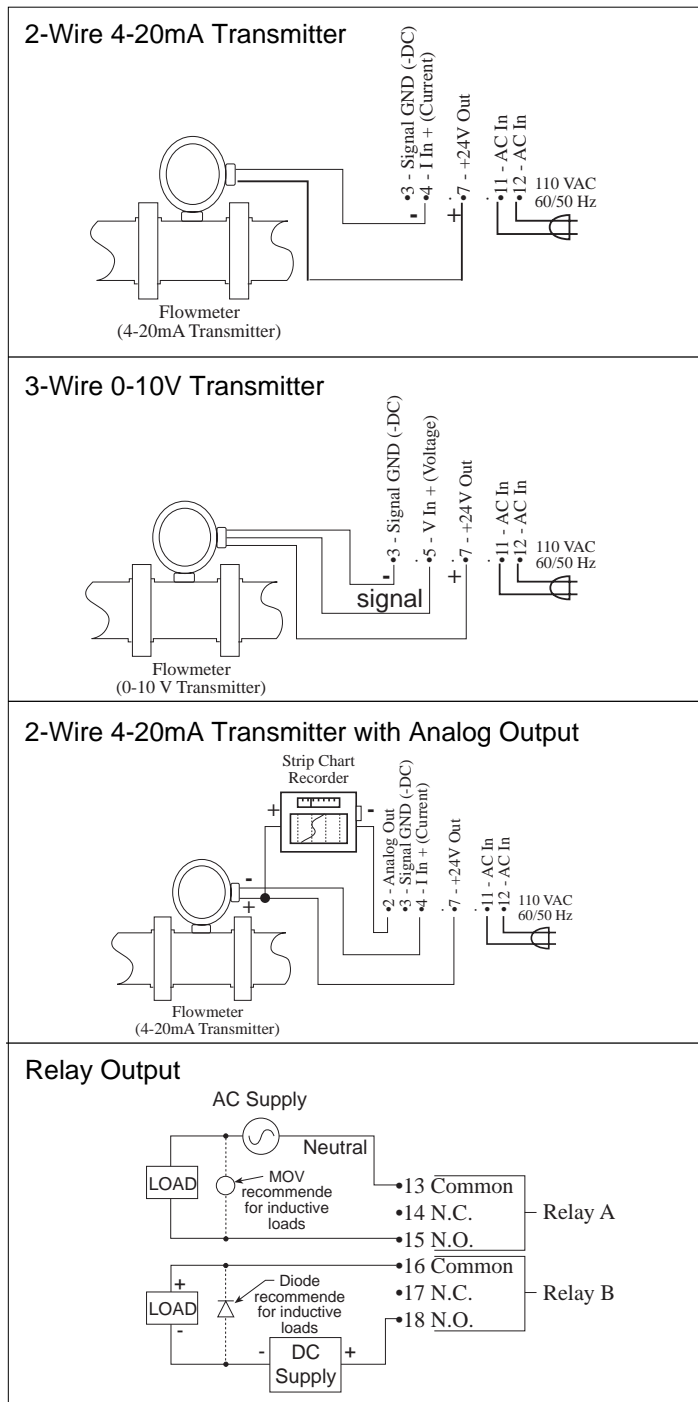 2-Wire 4-20mA Transmitter
3 - Signal GND (-DC)
4 - I In + (Current)
7 - +24V Out
11 - AC In
12 - AC In
110 VAC
60/50 Hz
-
+
Flowmeter
(4-20mA Transmitter)
3-Wire 0-10V Transmitter
3 - Signal GND (-DC)
5 - V In + (Voltage)
7 - +24V Out
11 - AC In
12 - AC In
110 VAC
60/50 Hz
-
+
signal
Flowmeter
(0-10 V Transmitter)
2-Wire 4-20mA Transmitter with Analog Output
Strip Chart
Recorder
+
-
2 - Analog Out
3 - Signal GND (-DC)
4 - I In + (Current)
7 - +24V Out
11 - AC In
12 - AC In
110 VAC
60/50 Hz
-
+
Flowmeter
(4-20mA Transmitter)
Relay Output
AC Supply
Neutral
LOAD
MOV
recommende
for inductive
loads
13 Common
14 N.C.
15 N.O.
Relay A
16 Common
17 N.C.
18 N.O.
Relay B
+
LOAD
-
Diode
recommende
for inductive
loads
-
DC
Supply
+